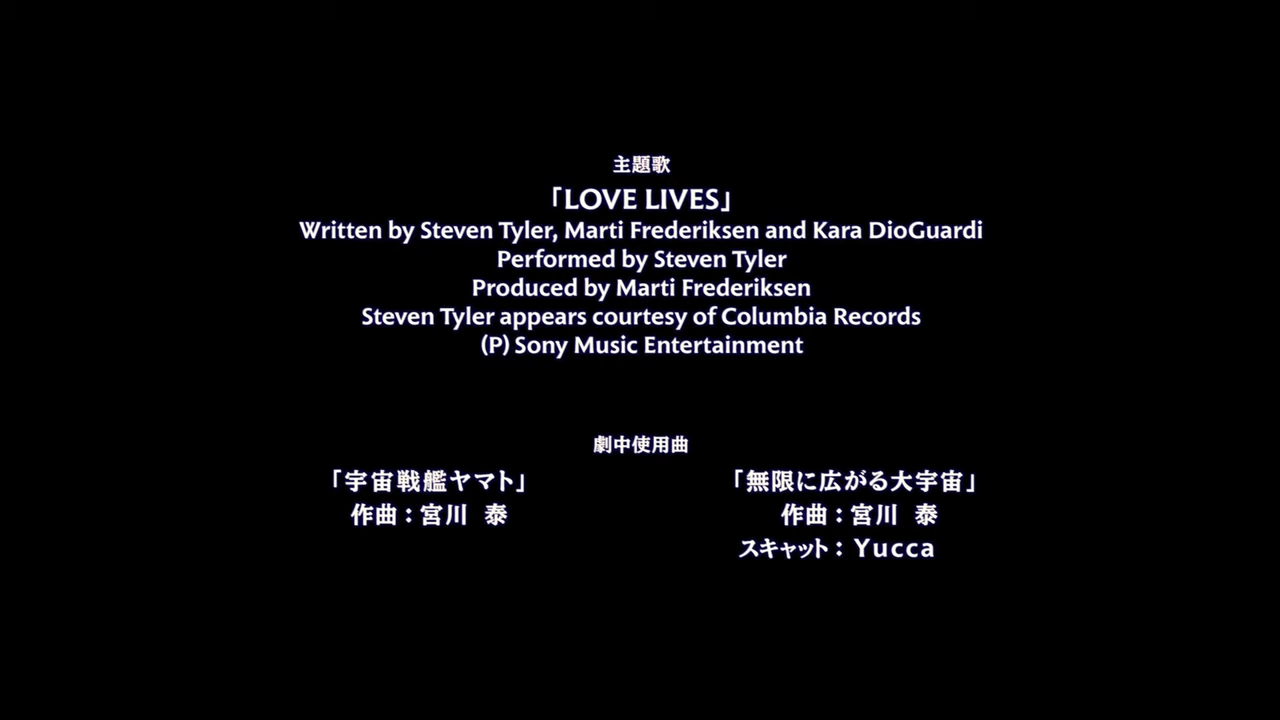 主題歌
「LOVE LIVES」
Written by Steven Tyler, Marti Frederiksen and Kara DioGuardi
Performed by Steven Tyler
Produced by Marti Frederiksen
Steven Tyler appears courtesy of Columbia Records
(P) Sony Music Entertainment
劇中使用曲
「宇宙戦艦ヤマト」
作曲：宮川　泰
「無限に広がる大宇宙」
作曲：宮川　泰
スキャット： Yucca